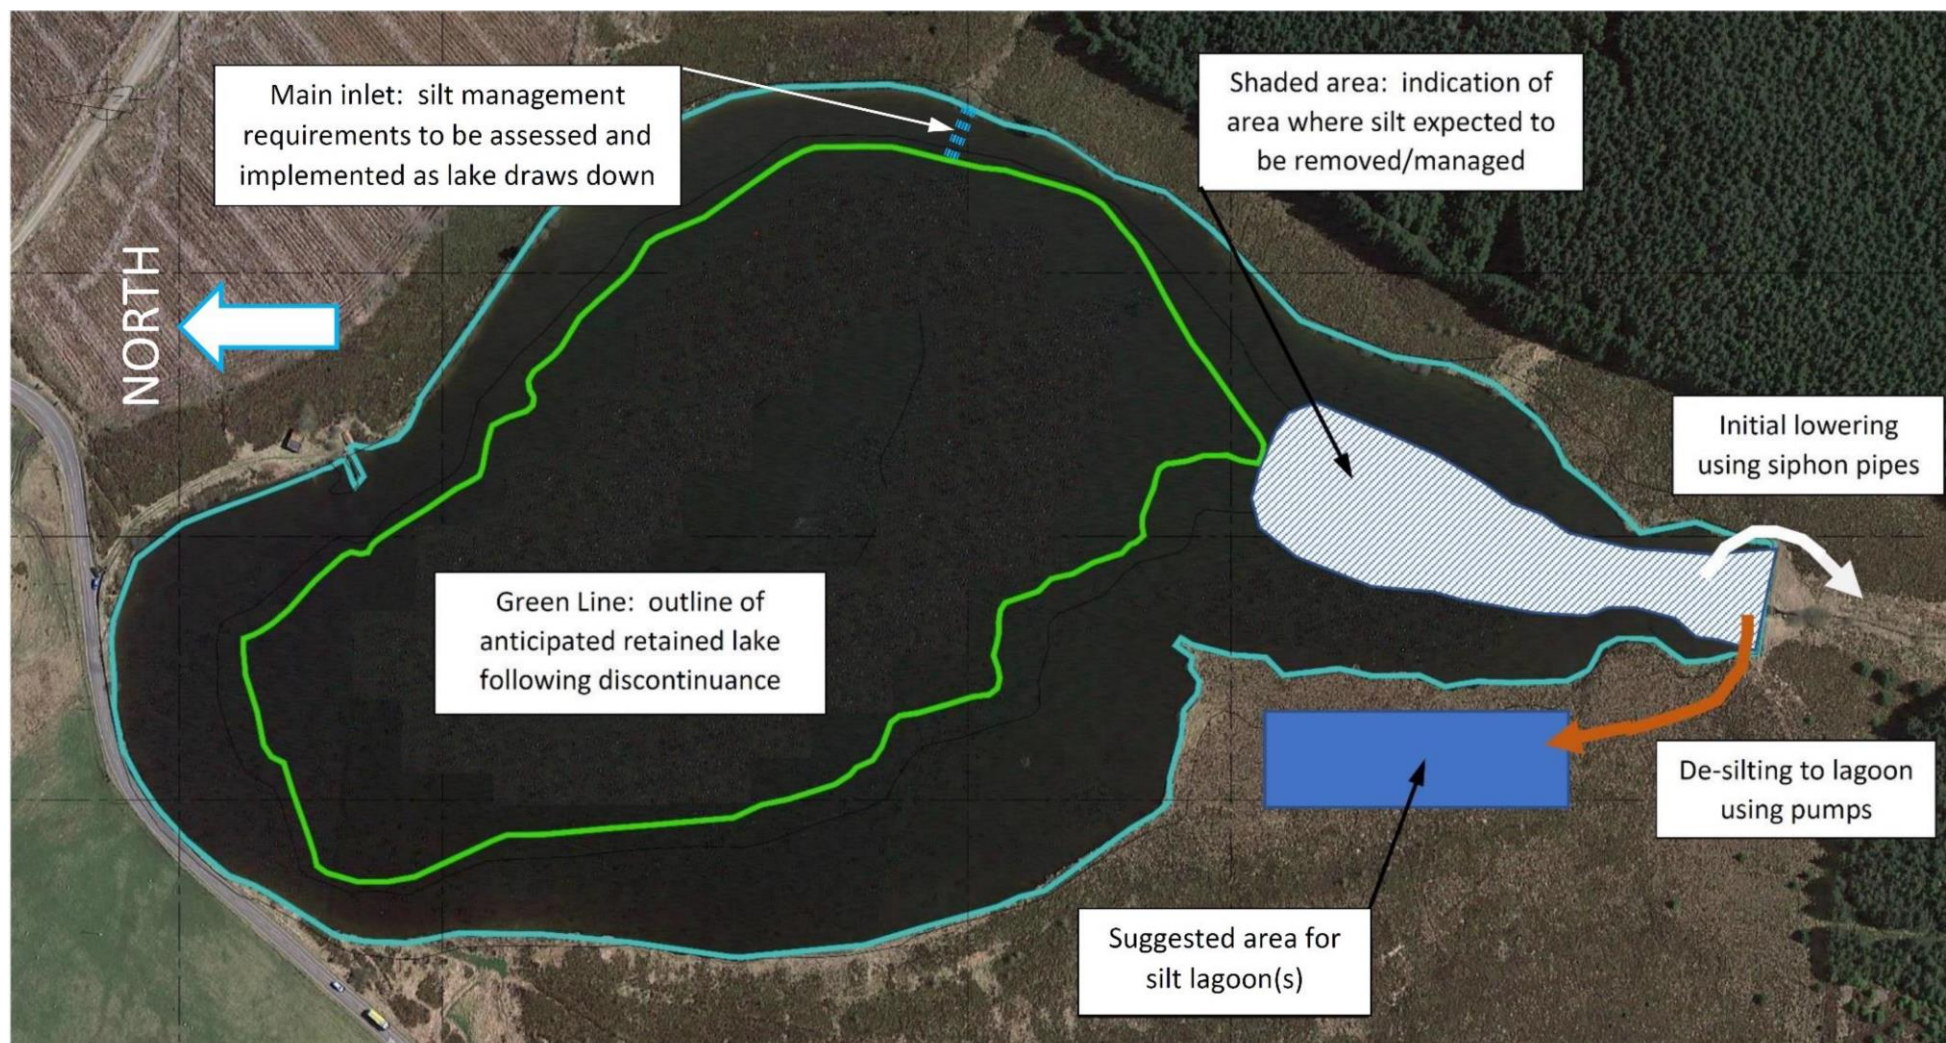 Main inlet: silt management
requirements to be assessed and
implemented as lake draws down
Shaded area: indication of
area where silt expected to
be removed/managed
NORTH
Initial lowering
using siphon pipes
Green Line: outline of
anticipated retained lake
following discontinuance
De-silting to lagoon
using pumps
Suggested area for
silt lagoon(s)